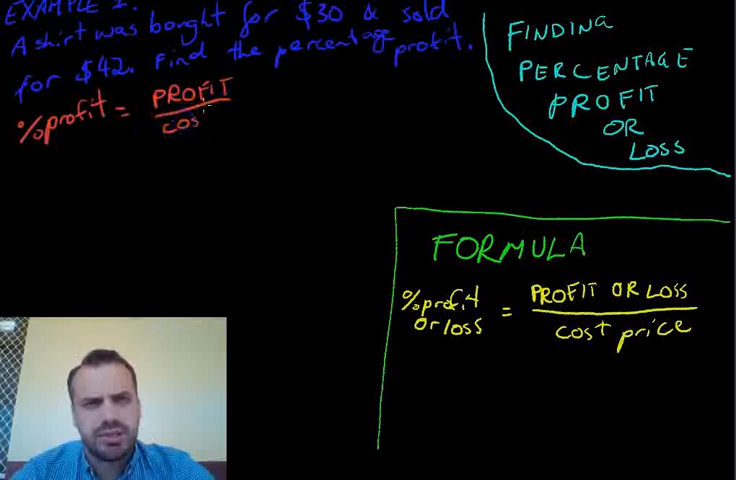 EXAMPLE 1.
A shirt was bought for $30 & sold
for $42. Find the percentage profit.
%profit = PROFIT
cos
FINDING
PERCENTAGE
PROFIT
OR
LOSS
FORMULA
%profit or loss = PROFIT OR LOSS
cost price